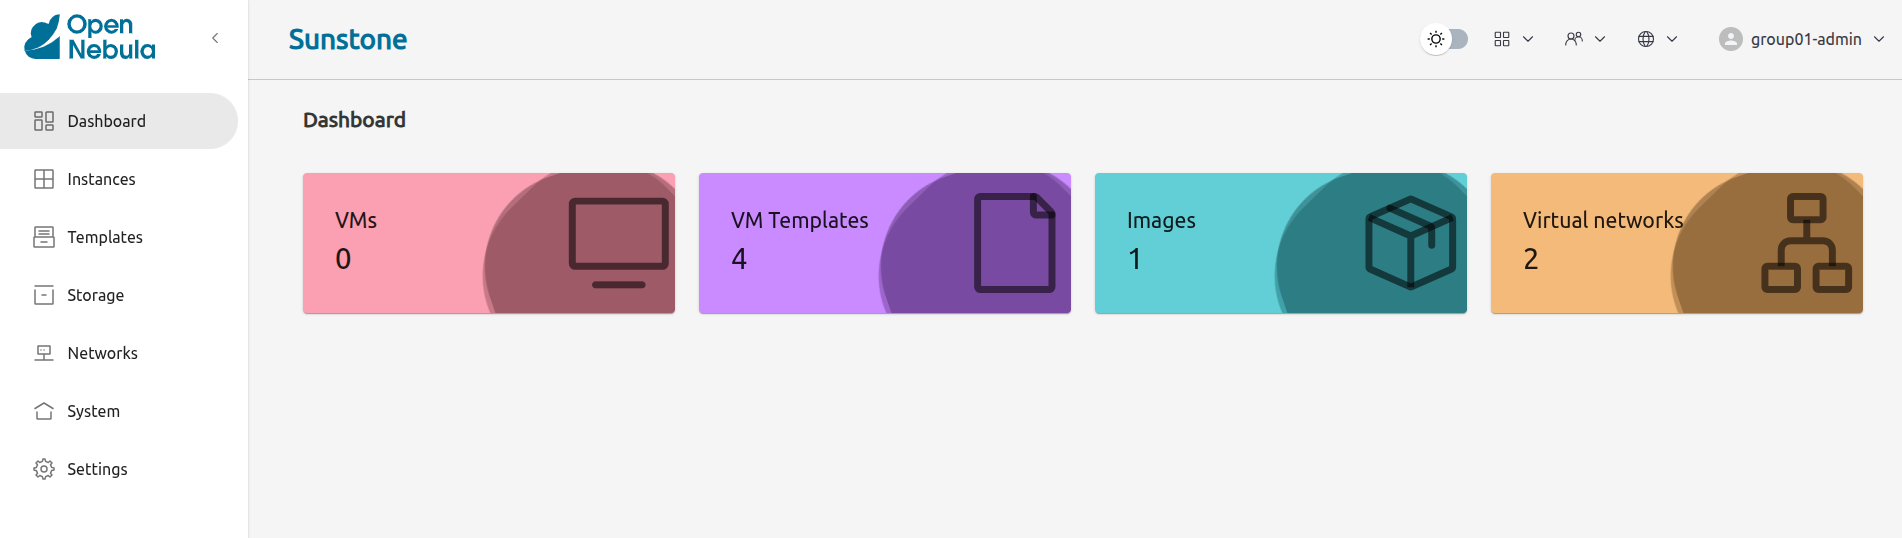 Open
Nebula
Sunstone
group01-admin
Dashboard
Instances
Templates
Storage
Networks
System
Settings
Dashboard
VMs
0
VM Templates
4
Images
1
Virtual networks
2